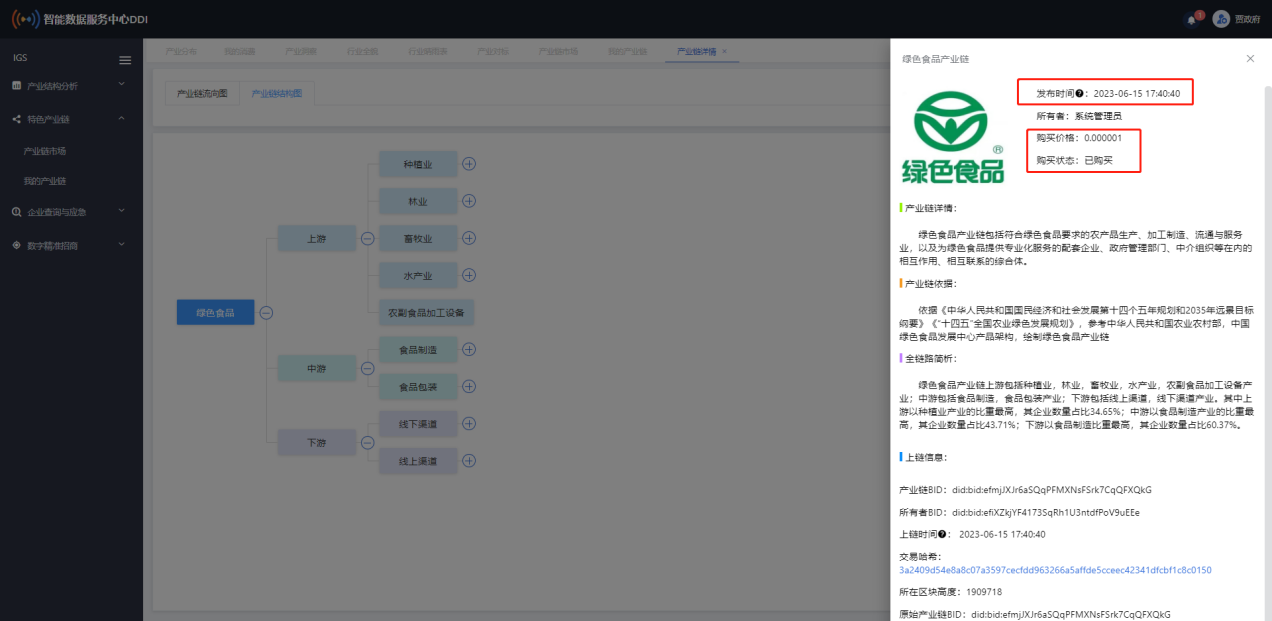 智能数据服务中心DDI
1
贾政府
IGS
产业结构分析
特色产业链
产业链市场
我的产业链
企业查询与应急
数字精准招商
产业分布
我的洞察
产业洞察
行业全貌
行业链图表
产业对标
产业链市场
我的产业链
产业链详情 ×
产业链流向图
产业链结构图
绿色食品
上游
种植业
林业
畜牧业
水产业
农副食品加工设备
中游
食品制造
食品包装
下游
线下渠道
线上渠道
绿色食品产业链
绿色食品
®
发布时间?：2023-06-15 17:40:40
所有者：系统管理员
购买价格：0.000001
购买状态：已购买
产业链详情：
绿色食品产业链包括符合绿色食品要求的农产品生产、加工制造、流通与服务
业，以及为绿色食品提供专业化服务的配套企业、政府管理部门、中介组织等在内的
相互作用、相互联系的综合体。
产业链依据：
依据《中华人民共和国国民经济和社会发展第十四个五年规划和2035年远景目标
纲要》《“十四五”全国农业绿色发展规划》，参考中华人民共和国农业农村部，中国
绿色食品发展中心产品架构，绘制绿色食品产业链
全链路简析：
绿色食品产业链上游包括种植业，林业，畜牧业，水产业，农副食品加工设备产
业；中游包括食品制造，食品包装产业；下游包括线上渠道，线下渠道产业。其中上
游以种植业产业的比重最高，其企业数量占比34.65%；中游以食品制造产业的比重最
高，其企业数量占比43.71%；下游以食品制造比重最高，其企业数量占比60.37%。
上链信息：
产业链BID：did:bid:efmjJXJr6aSQqPFMXNsFSrk7CqQFXQkG
所有者BID：did:bid:efiXZkjYF4173SqRh1U3ntdfPoV9uEEe
上链时间?： 2023-06-15 17:40:40
交易哈希：
3a2409d54e8a8c07a3597cecfdd963266a5affde5cceec42341dfcbf1c8c0150
所在区块高度：1909718
原始产业链BID：did:bid:efmjJXJr6aSQqPFMXNsFSrk7CqQFXQkG